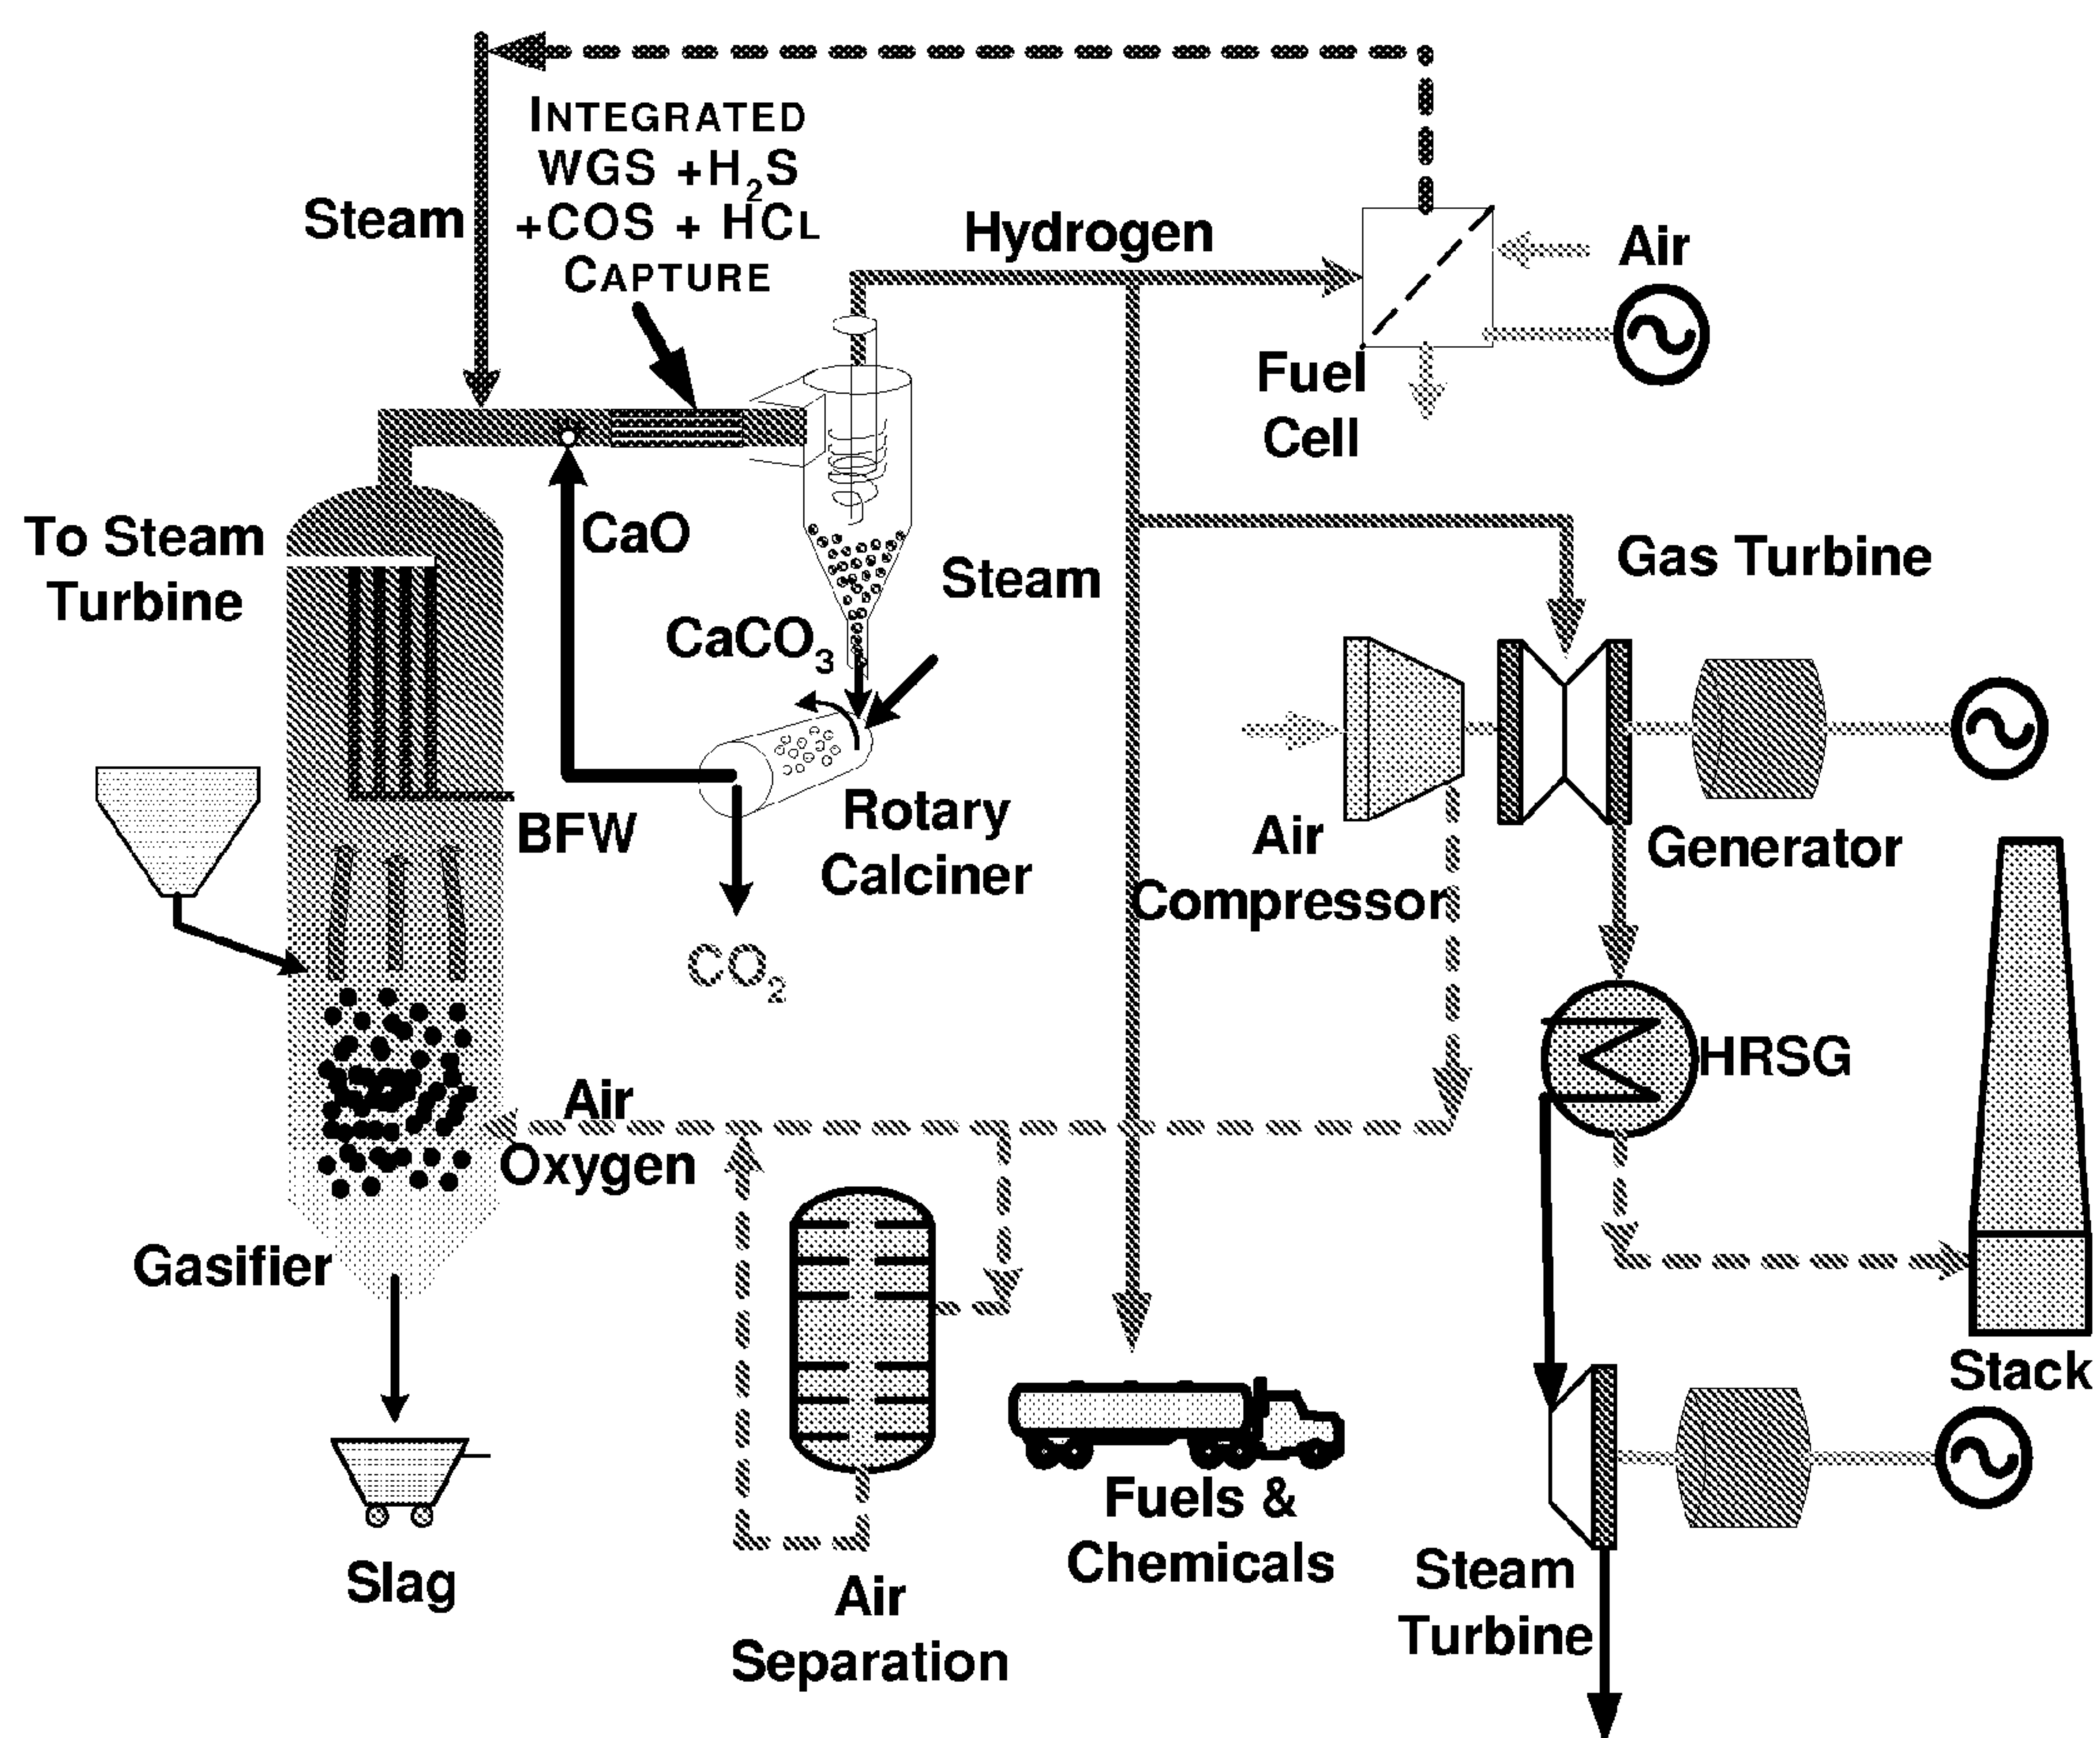 INTEGRATED
WGS +H₂S
+COS + HCL
CAPTURE
Steam
Hydrogen
Air
Fuel
Cell
To Steam
Turbine
CaO
Steam
CaCO₃
Gas Turbine
BFW
Rotary
Calciner
Air
Compressor
Generator
CO₂
HRSG
Air
Oxygen
Gasifier
Stack
Fuels &
Chemicals
Slag
Air
Separation
Steam
Turbine